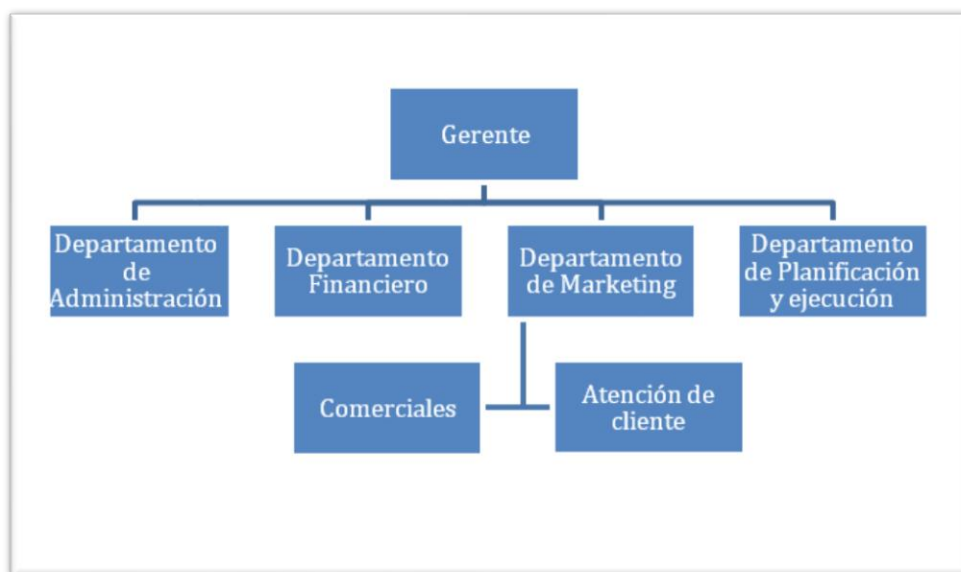 Gerente
Departamento
de
Administración
Departamento
Financiero
Departamento
de Marketing
Departamento
de Planificación
y ejecución
Comerciales
Atención de
cliente